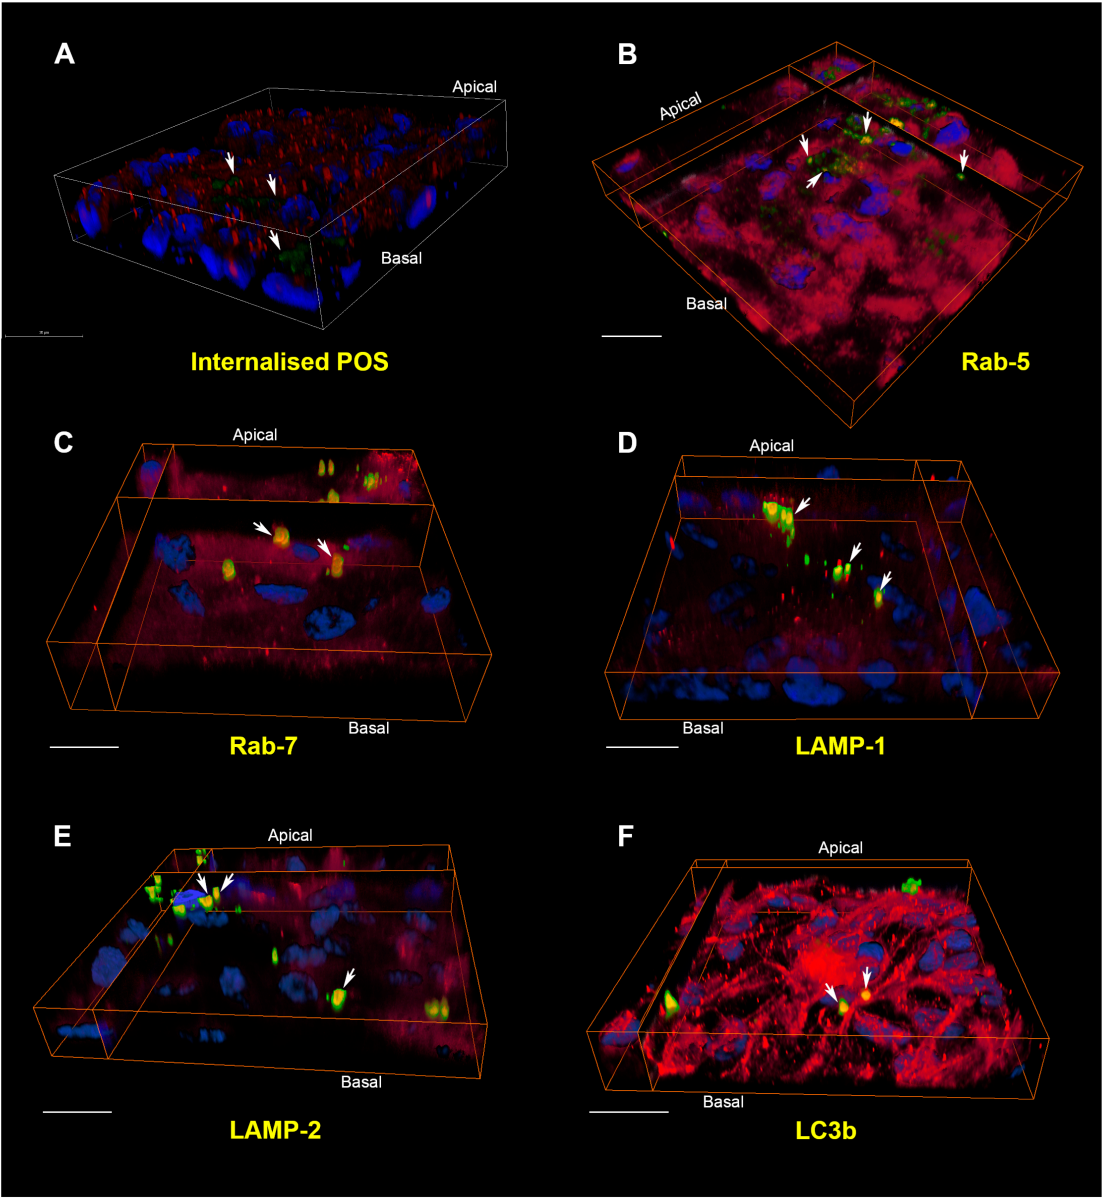 A
Apical
Basal
Internalised POS
B
Apical
Basal
Rab-5
C
Apical
Basal
Rab-7
D
Apical
Basal
LAMP-1
E
Apical
Basal
LAMP-2
F
Apical
Basal
LC3b